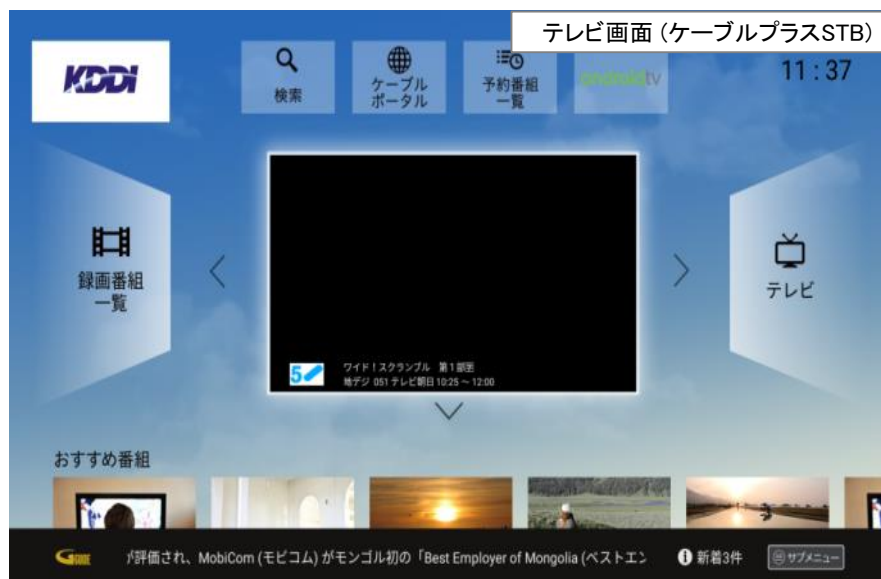 テレビ画面 (ケーブルプラスSTB)
KDDI
検索
ケーブル
ポータル
予約番組
一覧
androidtv
11:37
録画番組
一覧
テレビ
5
ワイド！スクランブル 第1部
地デジ 051 テレビ朝日 10:25 ～ 12:00
おすすめ番組
GGUIDE
が評価され、MobiCom (モビコム) がモンゴル初の「Best Employer of Mongolia (ベストエン
新着3件
サブメニュー